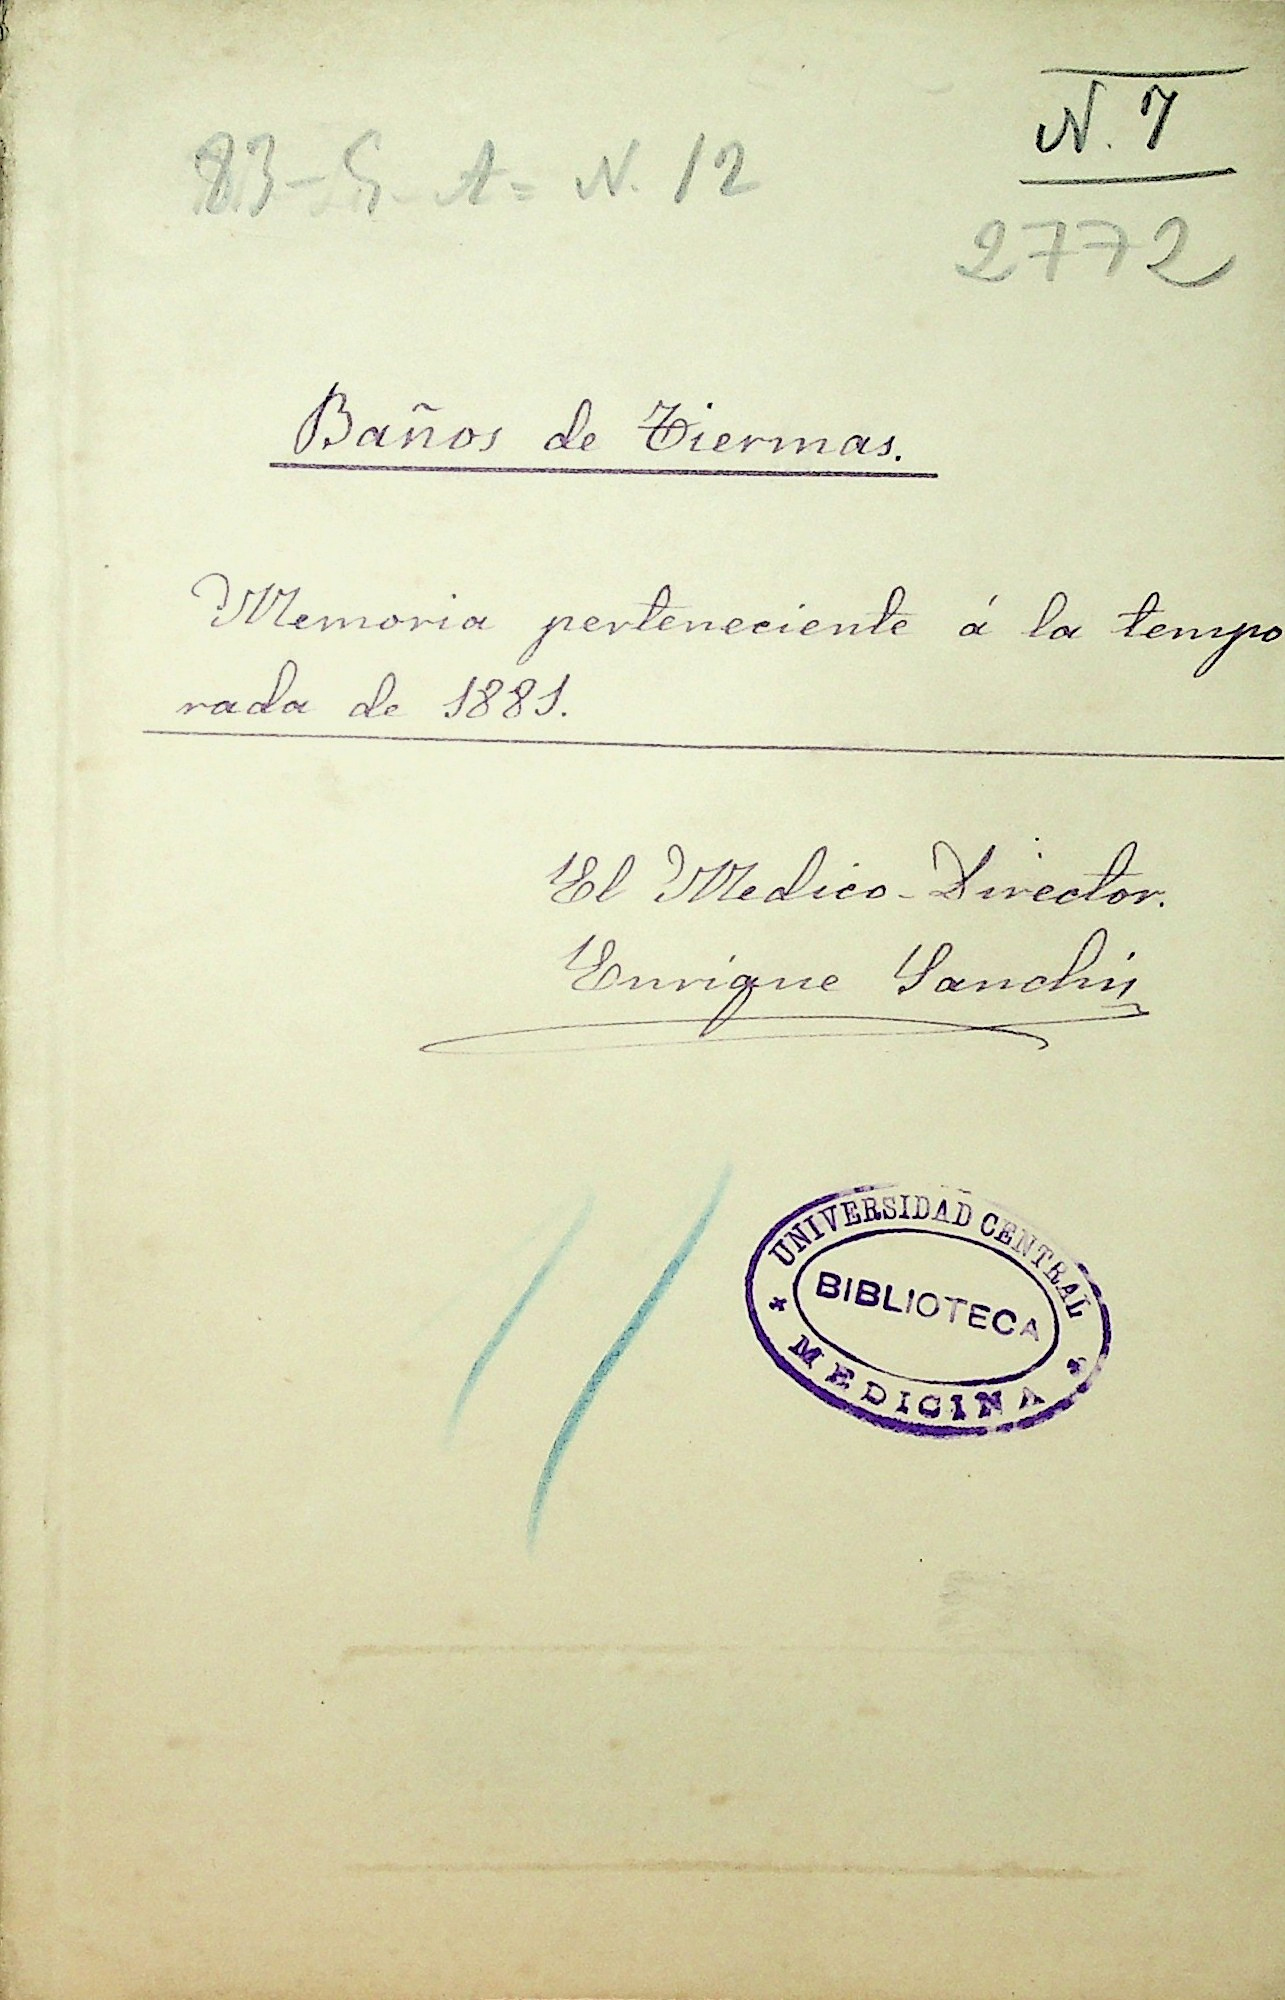 N. 7
83-5-A=N.12
2772
Baños de Tiermas.
Memoria perteneciente á la tempo
rada de 1881.
El Medico-Director.
Enrique Sanchis
UNIVERSIDAD CENTRAL
BIBLIOTECA
MEDICINA